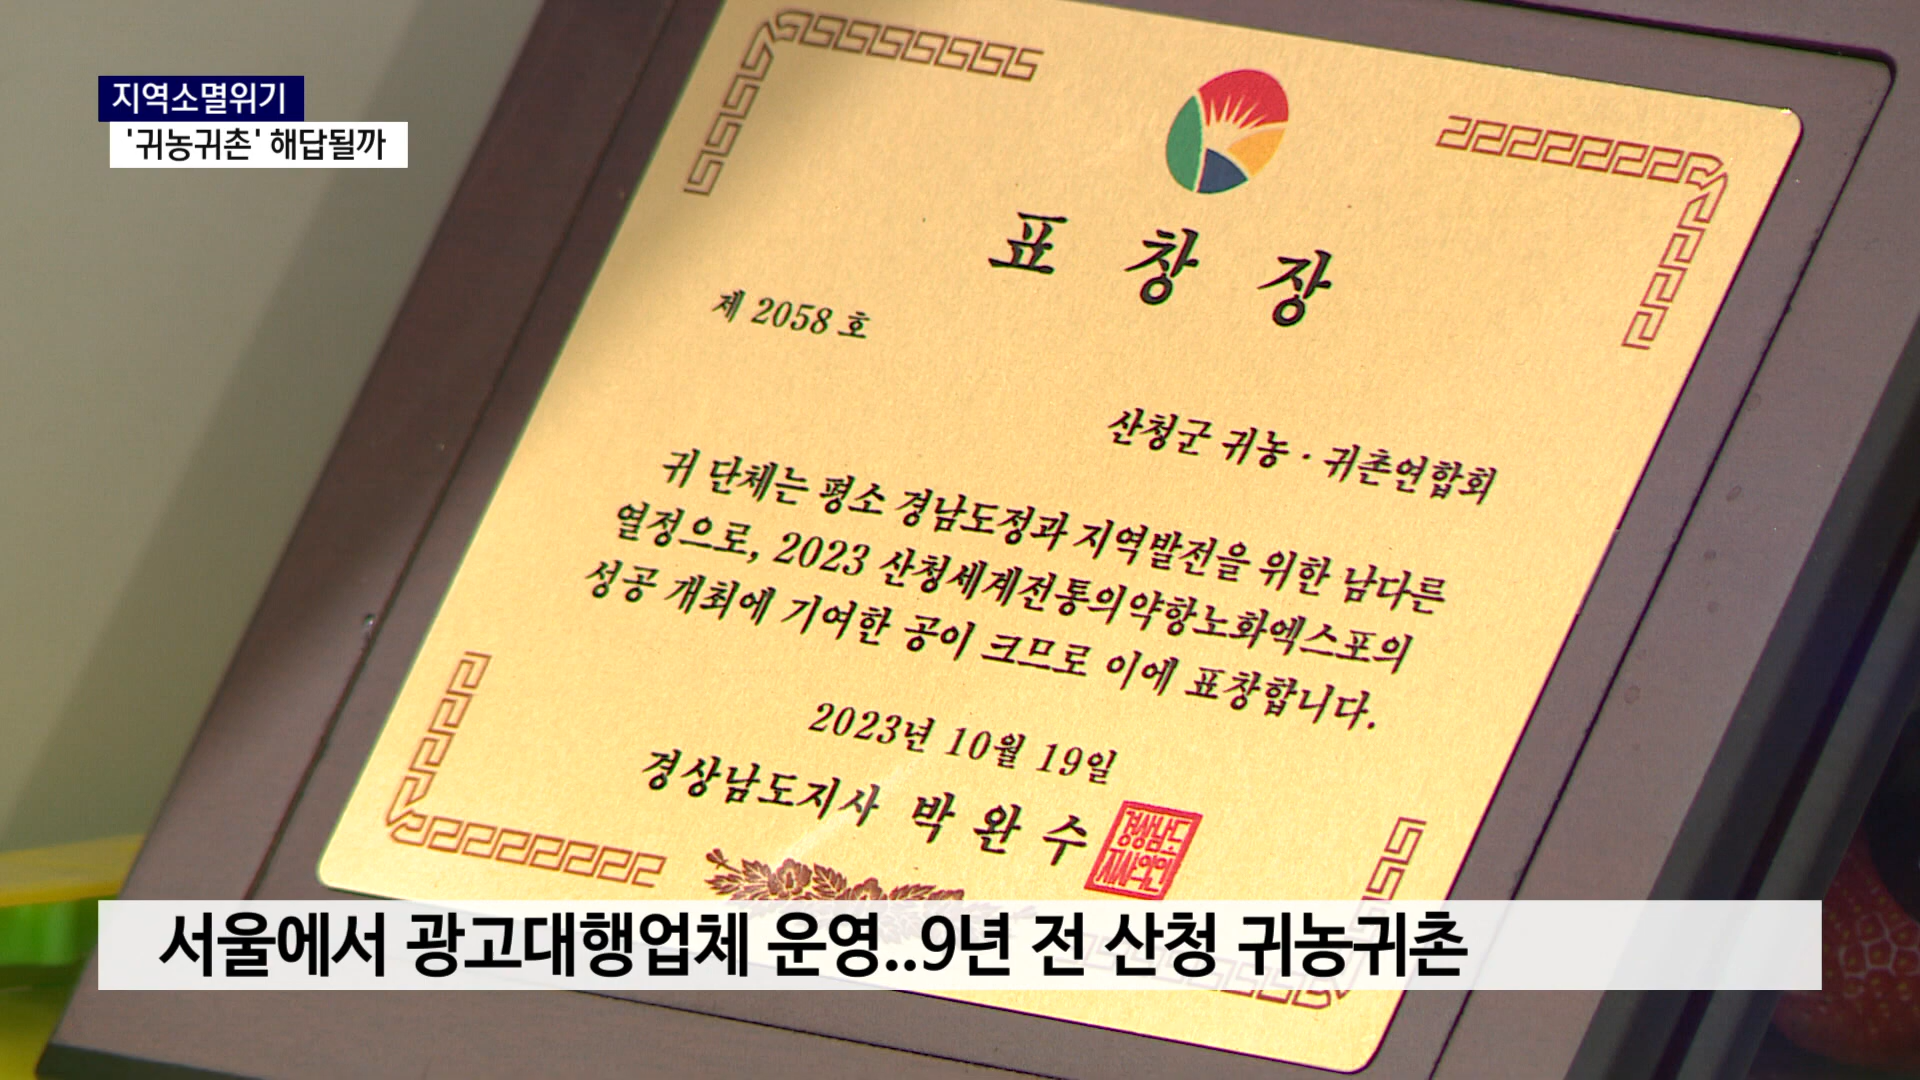 지역소멸위기
'귀농귀촌' 해답될까
표 창 장
제 2058 호
산청군 귀농·귀촌연합회
귀 단체는 평소 경남도정과 지역발전을 위한 남다른
열정으로, 2023 산청세계전통의약항노화엑스포의
성공 개최에 기여한 공이 크므로 이에 표창합니다.
2023년 10월 19일
경상남도지사 박 완 수
경상남도
지사의인
서울에서 광고대행업체 운영..9년 전 산청 귀농귀촌